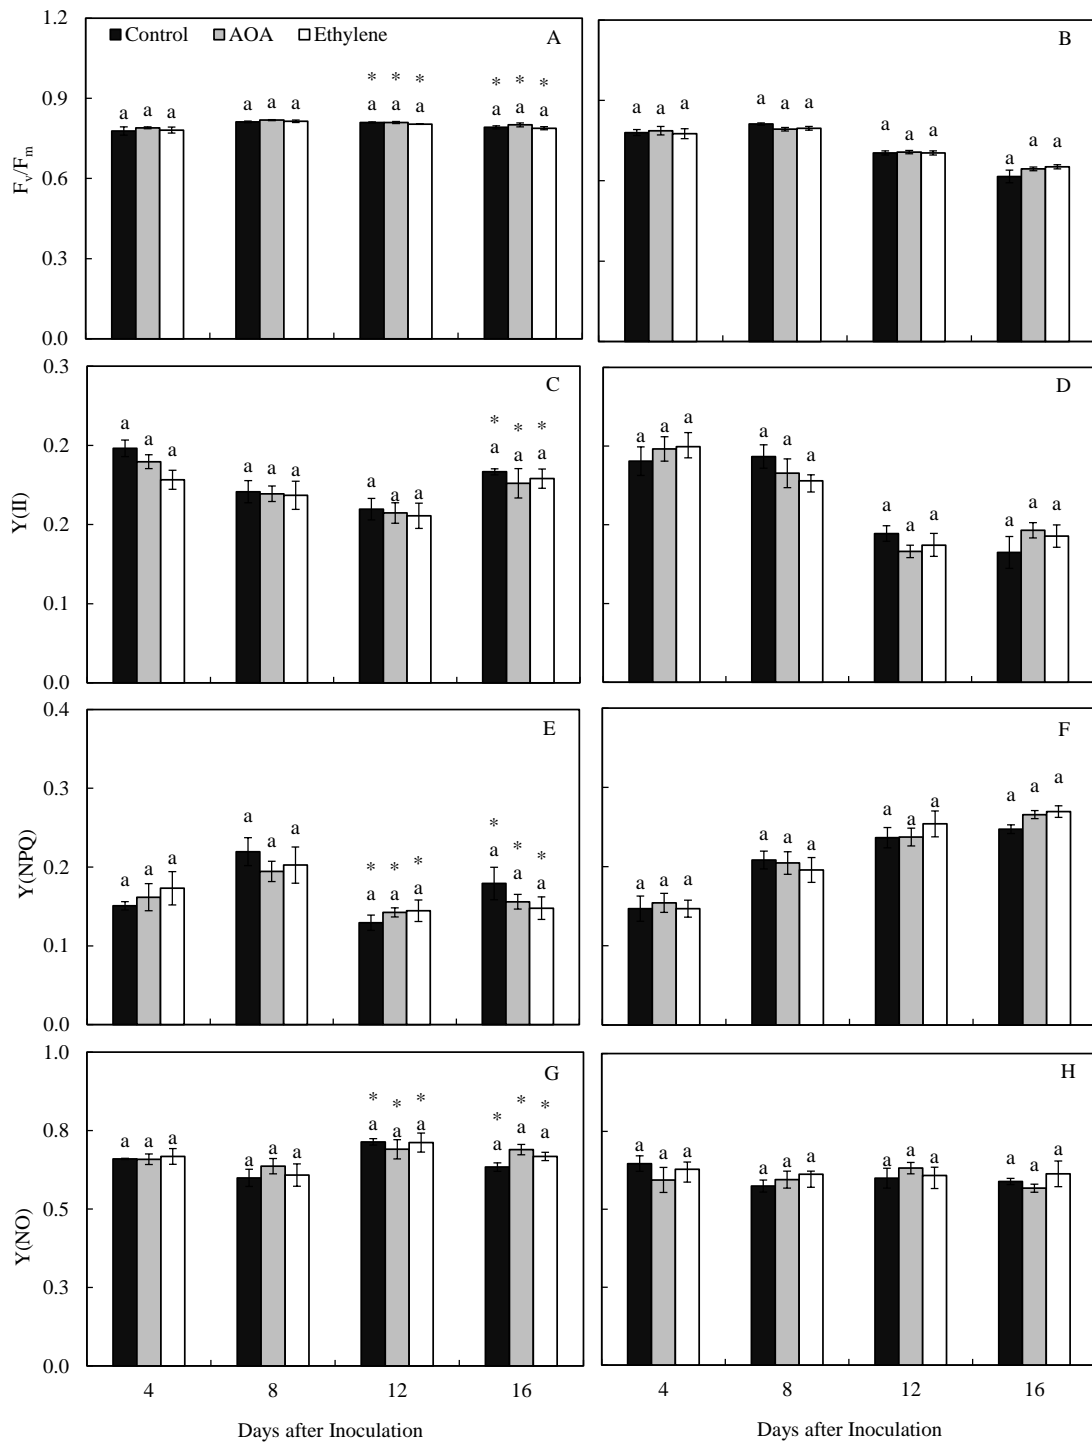 1.2
■Control ■AOA □Ethylene A B
* * * * * *
0.9
a a a a a a a a a a a a
a a a a a a a a a a a a
0.6
Fv/Fm
0.3
0.0
0.3
C D
0.2
a a a a a a a a a a a a
* * *
a a a a a a a a a a a a
0.2
Y(II)
0.1
0.0
0.4
E F
0.3
a a a a a a a a a a a a
* * * * * *
0.2
a a a a a a a a a a a a
Y(NPQ)
0.1
0.0
1.0
G H
* * * * * *
0.8
a a a a a a a a a a a a
a a a a a a a a a a a a
0.5
Y(NO)
0.3
0.0
4 8 12 16 4 8 12 16
Days after Inoculation Days after Inoculation